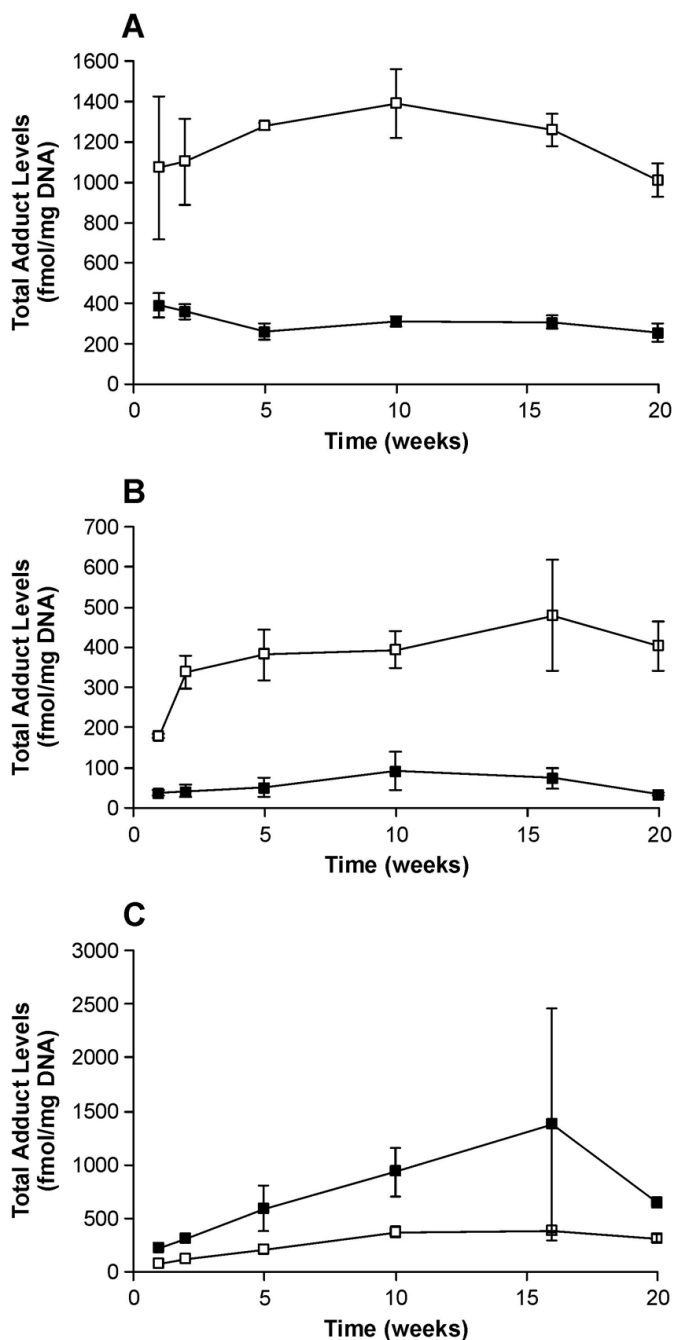 A
Total Adduct Levels
(fmol/mg DNA)
1600
1400
1200
1000
800
600
400
200
0
0 5 10 15 20
Time (weeks)
B
Total Adduct Levels
(fmol/mg DNA)
700
600
500
400
300
200
100
0
0 5 10 15 20
Time (weeks)
C
Total Adduct Levels
(fmol/mg DNA)
3000
2500
2000
1500
1000
500
0
0 5 10 15 20
Time (weeks)